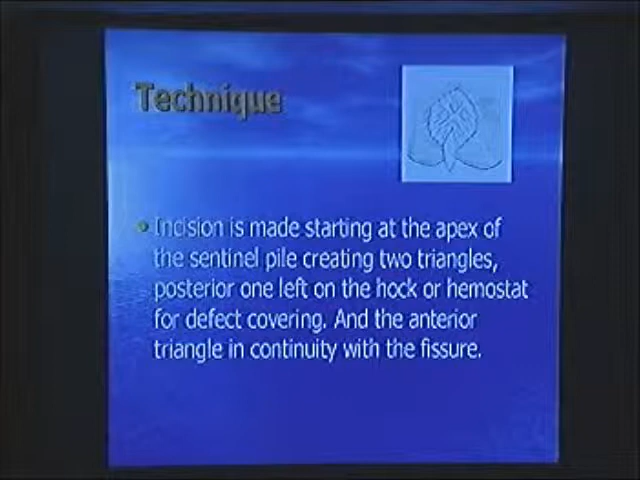 Technique
Incision is made starting at the apex of
the sentinel pile creating two triangles,
posterior one left on the hock or hemostat
for defect covering. And the anterior
triangle in continuity with the fissure.